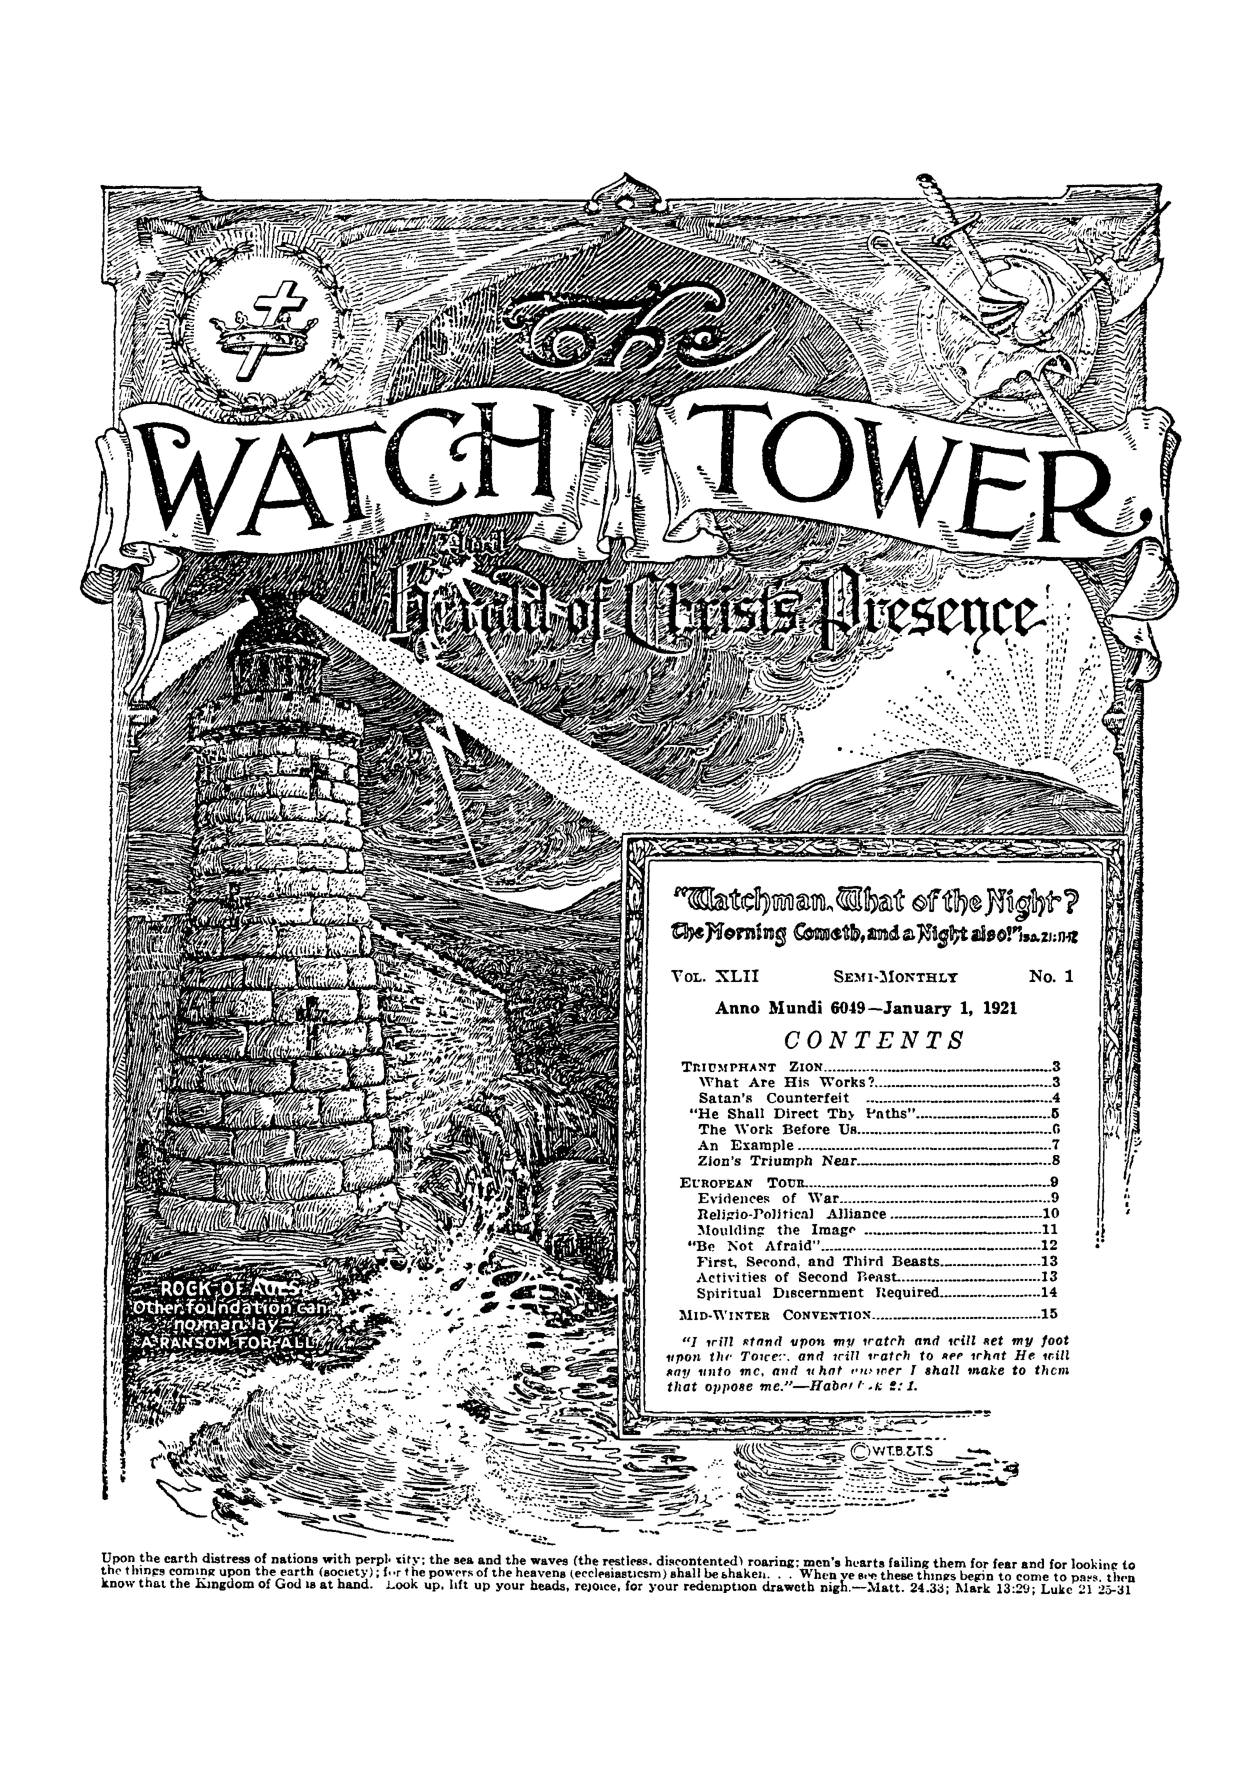 The
WATCH TOWER
And
Herald of Christ's Presence
"Watchman, What of the Night?
The Morning Cometh, and a Night also!" Isa. 21:11-12
VOL. XLII SEMI-MONTHLY No. 1
Anno Mundi 6049—January 1, 1921
CONTENTS
TRIUMPHANT ZION 3
What Are His Works? 3
Satan's Counterfeit 4
"He Shall Direct Thy Paths" 5
The Work Before Us 6
An Example 7
Zion's Triumph Near 8
EUROPEAN TOUR 9
Evidences of War 9
Religio-Political Alliance 10
Moulding the Image 11
"Be Not Afraid" 12
First, Second, and Third Beasts 13
Activities of Second Beast 13
Spiritual Discernment Required 14
MID-WINTER CONVENTION 15
"I will stand upon my watch and will set my foot
upon the Tower, and will watch to see what He will
say unto me, and what answer I shall make to them
that oppose me."—Habakkuk 2:1.
ROCK OF AGES
Other foundation can
no man lay
A RANSOM FOR ALL
© W.T.B.&T.S
Upon the earth distress of nations with perplexity; the sea and the waves (the restless, discontented) roaring; men's hearts failing them for fear and for looking to
the things coming upon the earth (society); for the powers of the heavens (ecclesiasticsm) shall be shaken. . . When ye see these things begin to come to pass, then
know that the Kingdom of God is at hand. Look up, lift up your heads, rejoice, for your redemption draweth nigh.—Matt. 24:33; Mark 13:29; Luke 21:25-31